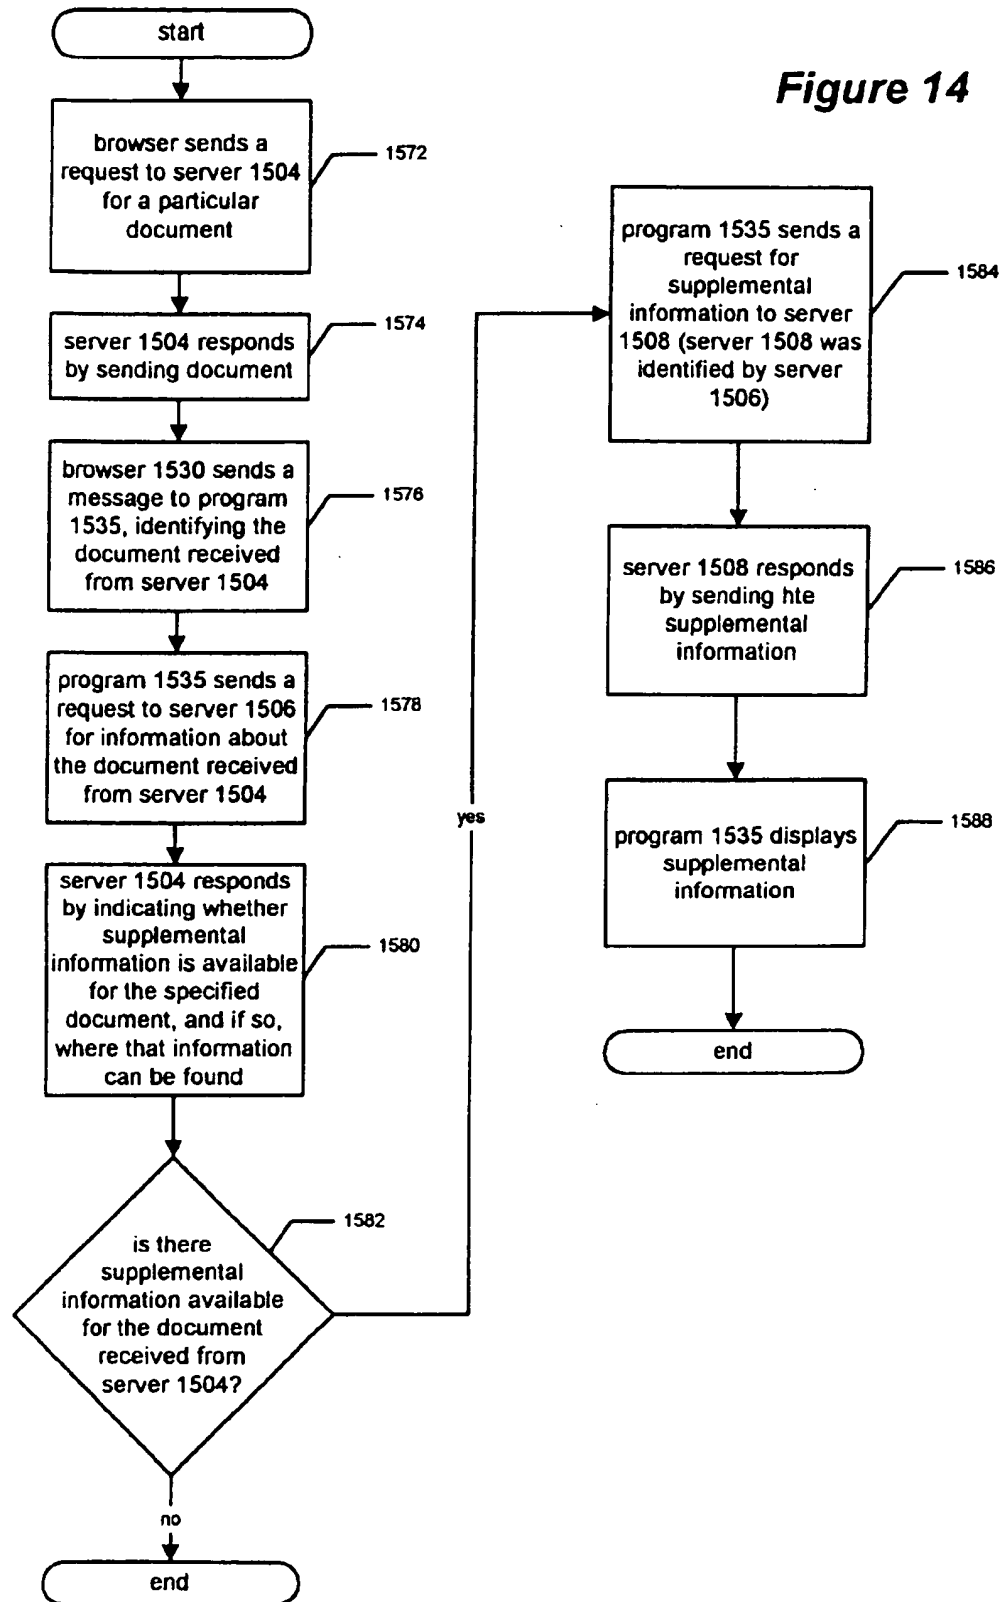 Figure 14
start
browser sends a
request to server 1504
for a particular
document
1572
server 1504 responds
by sending document
1574
browser 1530 sends a
message to program
1535, identifying the
document received
from server 1504
1576
program 1535 sends a
request to server 1506
for information about
the document received
from server 1504
1578
server 1504 responds
by indicating whether
supplemental
information is available
for the specified
document, and if so,
where that information
can be found
1580
is there
supplemental
information available
for the document
received from
server 1504?
1582
no
end
yes
program 1535 sends a
request for
supplemental
information to server
1508 (server 1508 was
identified by server
1506)
1584
server 1508 responds
by sending hte
supplemental
information
1586
program 1535 displays
supplemental
information
1588
end